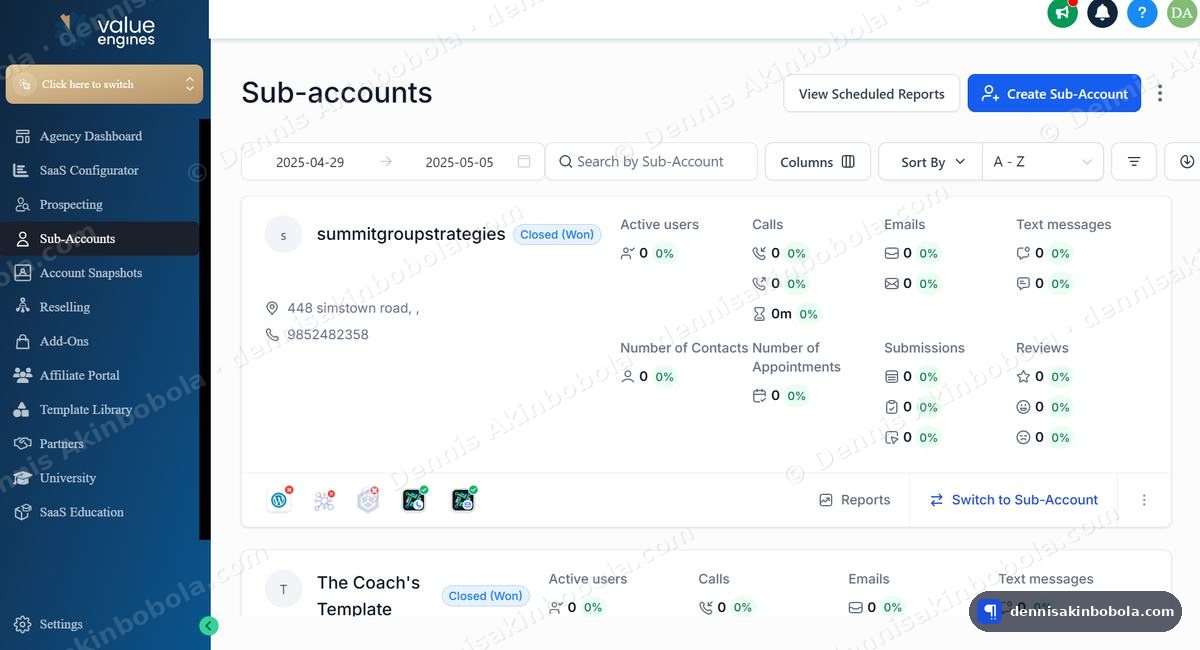 value
engines
DA
Click here to switch
Agency Dashboard
SaaS Configurator
Prospecting
Sub-Accounts
Account Snapshots
Reselling
Add-Ons
Affiliate Portal
Template Library
Partners
University
SaaS Education
Settings
Sub-accounts
View Scheduled Reports
Create Sub-Account
2025-04-29 → 2025-05-05
Search by Sub-Account
Columns
Sort By
A - Z
s
summitgroupstrategies
Closed (Won)
448 simstown road, ,
9852482358
Active users
0 0%
Calls
0 0%
0 0%
0m 0%
Emails
0 0%
0 0%
Text messages
0 0%
0 0%
Number of Contacts
0 0%
Number of
Appointments
0 0%
Submissions
0 0%
0 0%
0 0%
Reviews
0 0%
0 0%
0 0%
Reports
Switch to Sub-Account
T
The Coach's
Template
Closed (Won)
Active users
0 0%
Calls
0 0%
Emails
0 0%
Text messages
0 0%
dennisakinbobola.com
© Dennis Akinbobola · dennisakinbobola.com